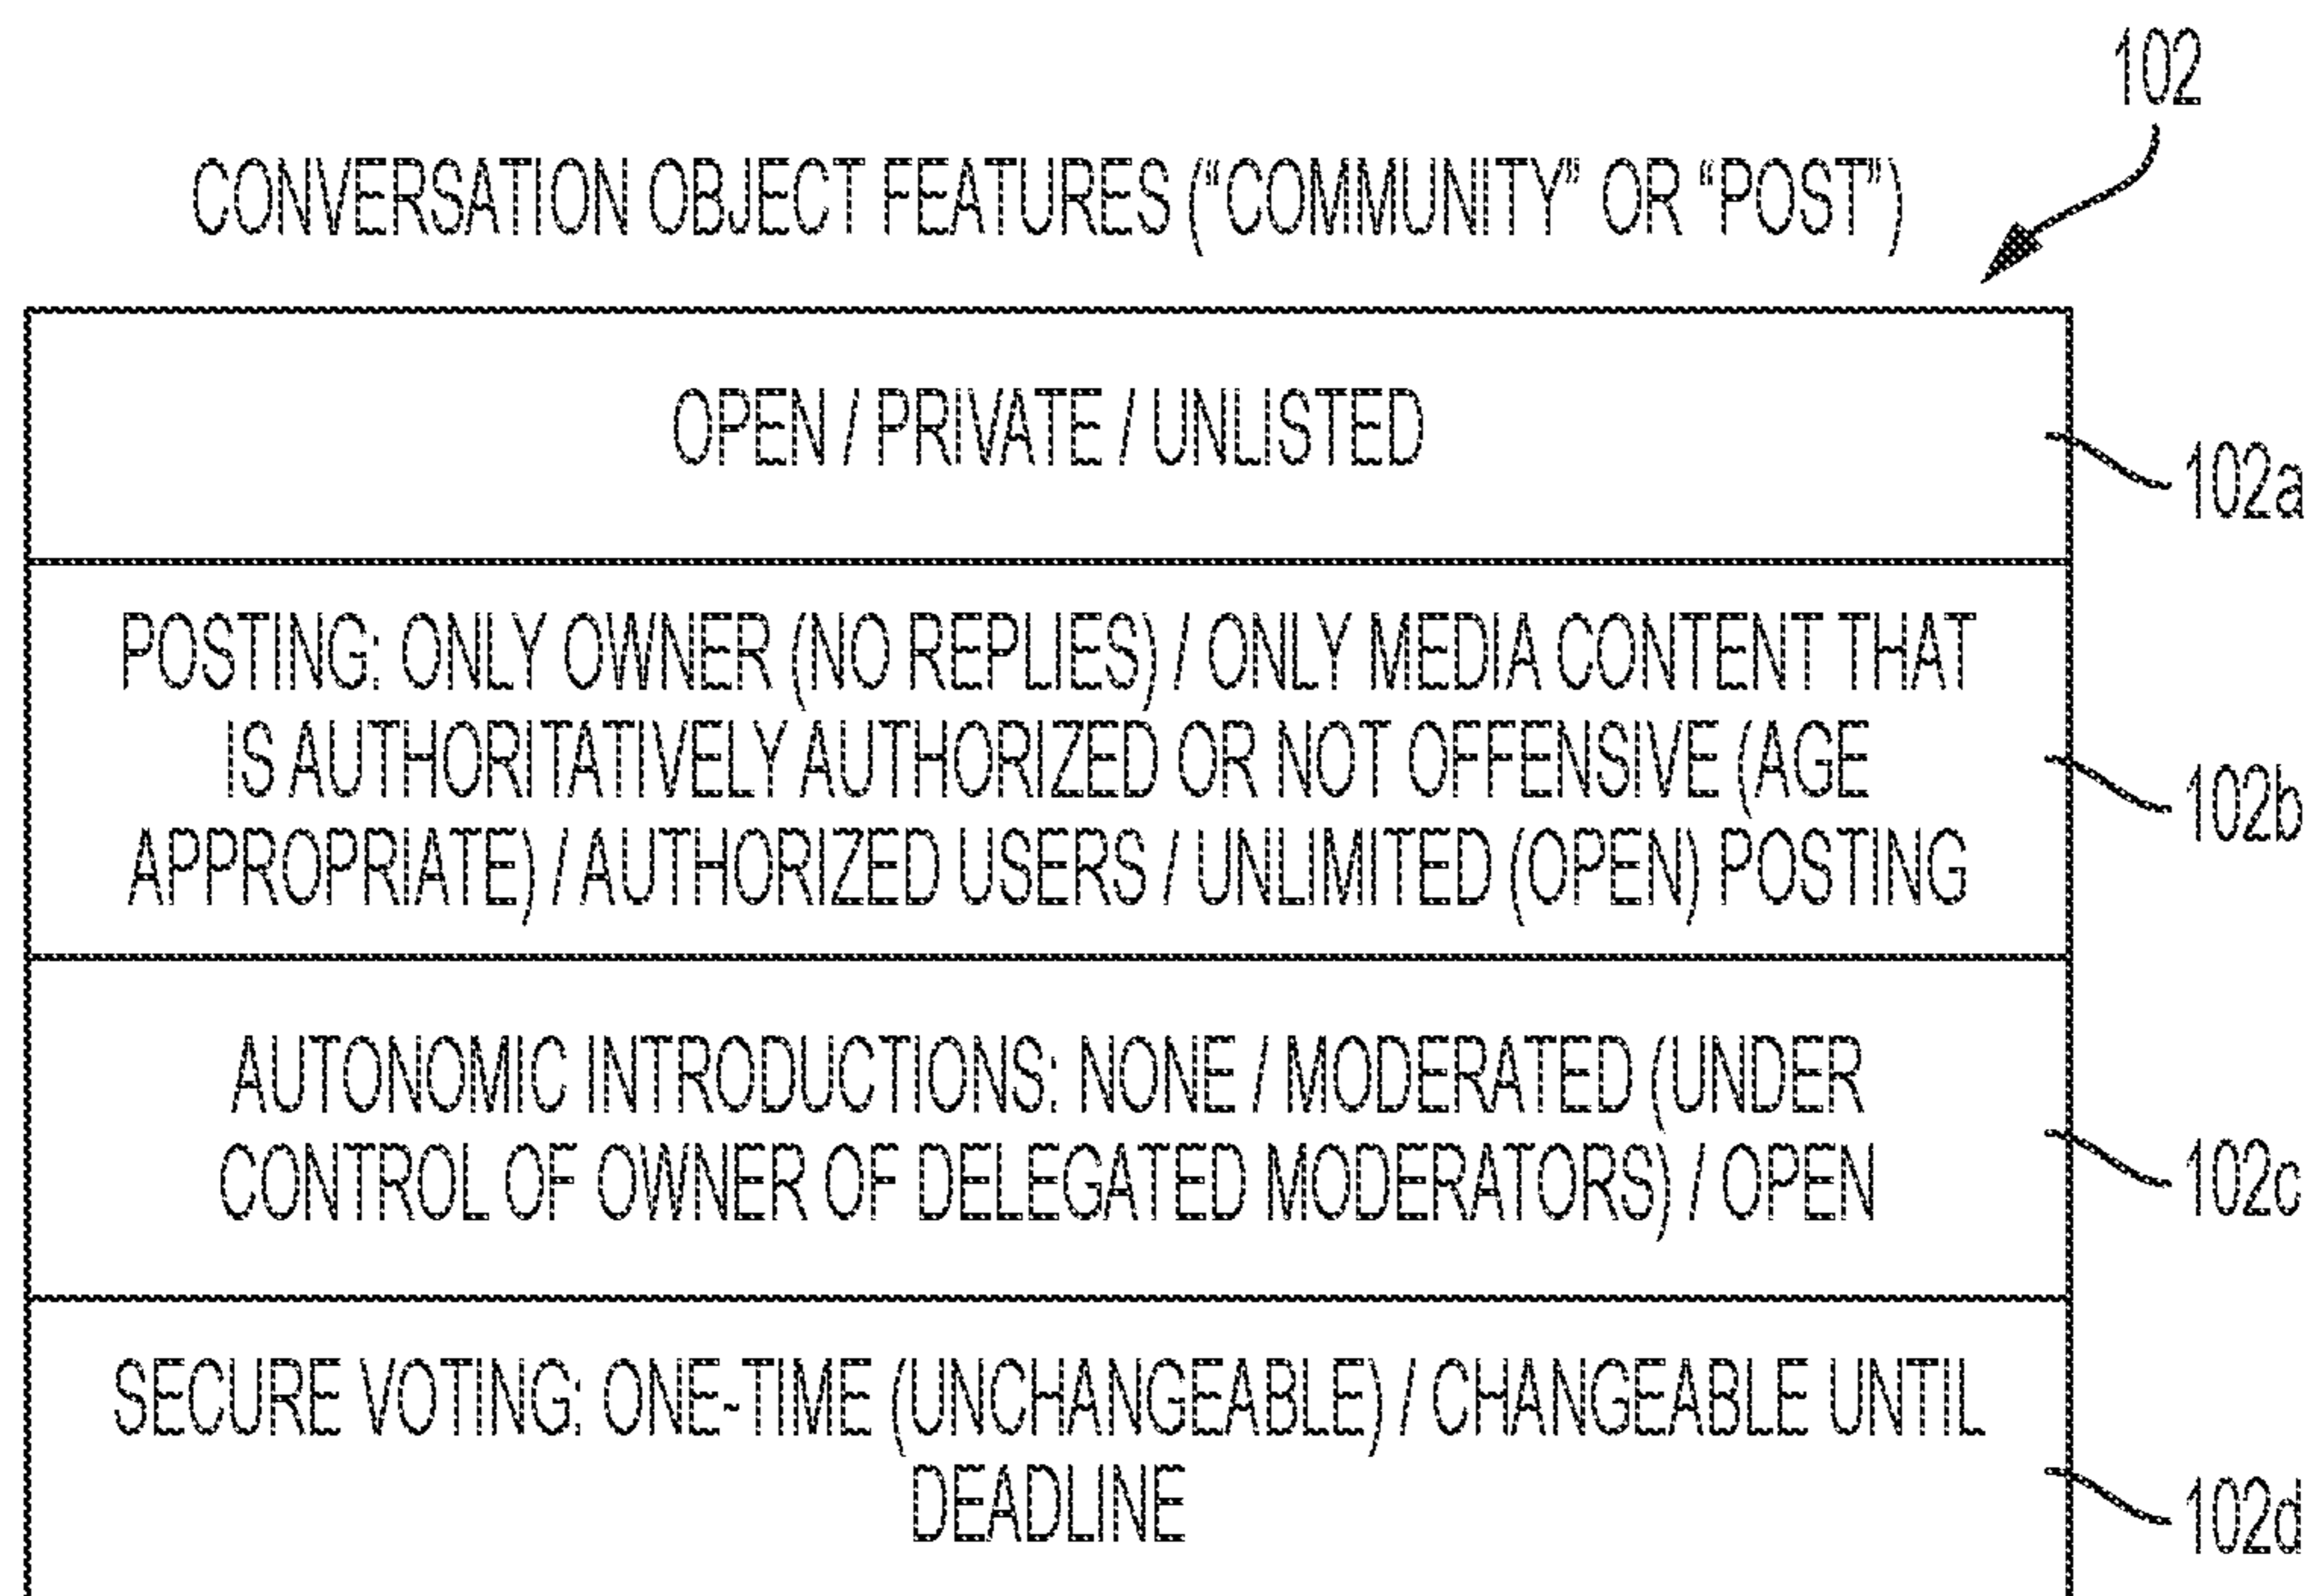 102
CONVERSATION OBJECT FEATURES (“COMMUNITY” OR “POST”)
OPEN / PRIVATE / UNLISTED
102a
POSTING: ONLY OWNER (NO REPLIES) / ONLY MEDIA CONTENT THAT
IS AUTHORITATIVELY AUTHORIZED OR NOT OFFENSIVE (AGE
APPROPRIATE) / AUTHORIZED USERS / UNLIMITED (OPEN) POSTING
102b
AUTONOMIC INTRODUCTIONS: NONE / MODERATED (UNDER
CONTROL OF OWNER OF DELEGATED MODERATORS) / OPEN
102c
SECURE VOTING: ONE-TIME (UNCHANGEABLE) / CHANGEABLE UNTIL
DEADLINE
102d